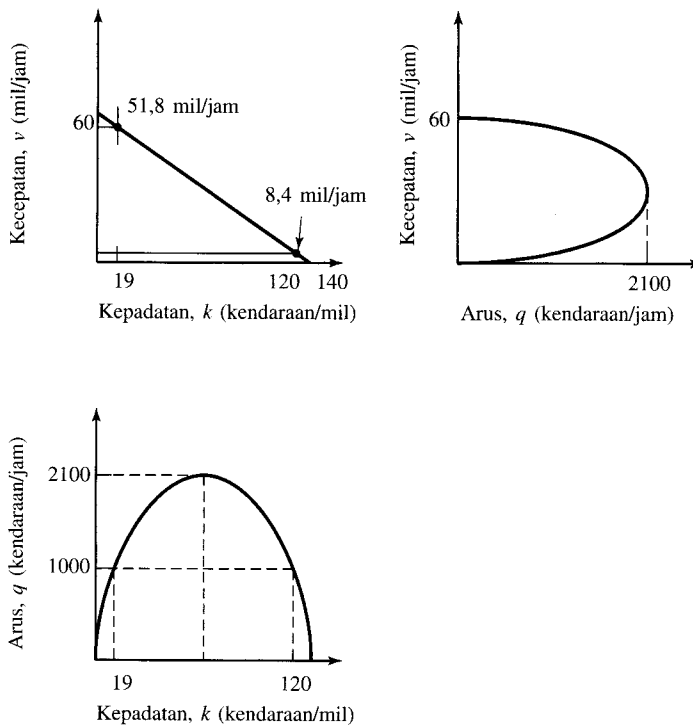 Kecepatan, v (mil/jam)
60
51,8 mil/jam
8,4 mil/jam
19
120 140
Kepadatan, k (kendaraan/mil)
Kecepatan, v (mil/jam)
60
2100
Arus, q (kendaraan/jam)
Arus, q (kendaraan/jam)
2100
1000
19
120
Kepadatan, k (kendaraan/mil)